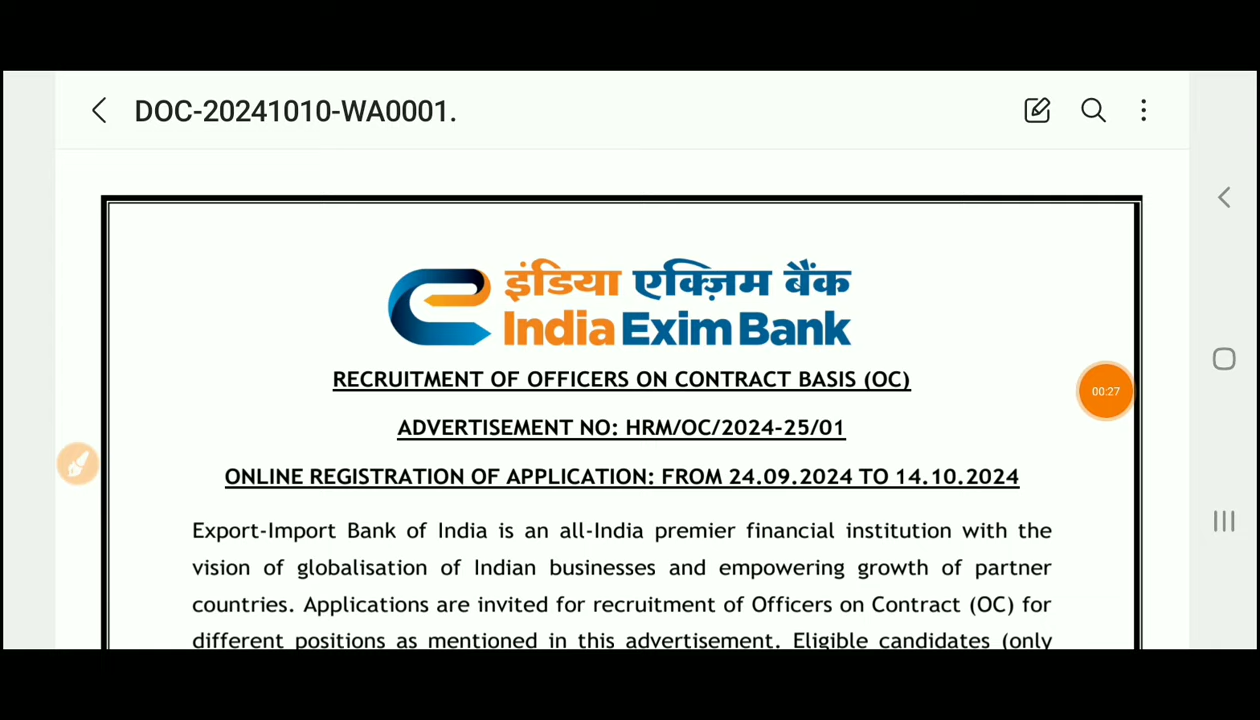 DOC-20241010-WA0001.
इंडिया एक्ज़िम बैंक
India Exim Bank
RECRUITMENT OF OFFICERS ON CONTRACT BASIS (OC)
00:27
ADVERTISEMENT NO: HRM/OC/2024-25/01
ONLINE REGISTRATION OF APPLICATION: FROM 24.09.2024 TO 14.10.2024
Export-Import Bank of India is an all-India premier financial institution with the
vision of globalisation of Indian businesses and empowering growth of partner
countries. Applications are invited for recruitment of Officers on Contract (OC) for
different positions as mentioned in this advertisement. Eligible candidates (only